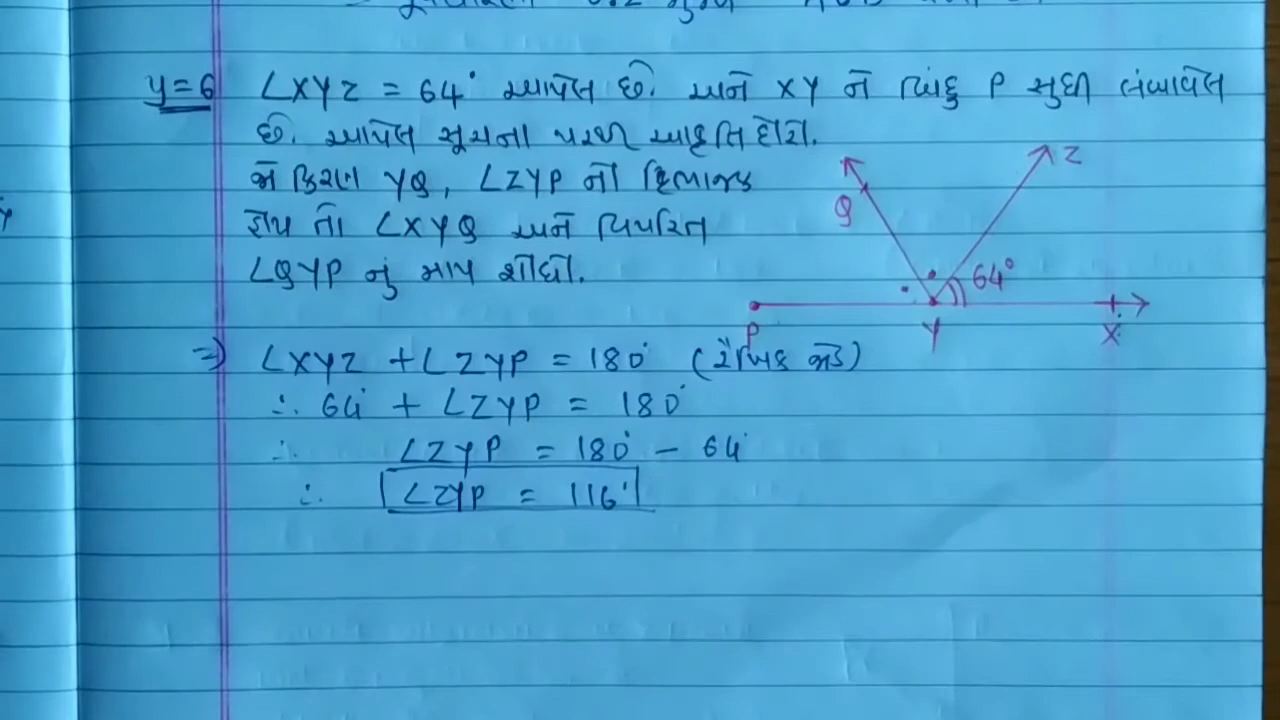 y=6 ∠XYZ = 64° આપેલ છે. અને XY ને બિંદુ P સુધી લંબાવેલ
છે. આપેલ સૂચના પરથી આકૃતિ દોરો.
જો કિરણ YQ, ∠ZYP નો દ્વિભાજક
હોય તો ∠XYQ અને વિપરિત
∠QYP નું માપ શોધો.
Z
Q
64°
P Y X
⇒ ∠XYZ + ∠ZYP = 180° (રૈખિક જોડ)
∴ 64° + ∠ZYP = 180°
∴ ∠ZYP = 180° - 64°
∴ ∠ZYP = 116°